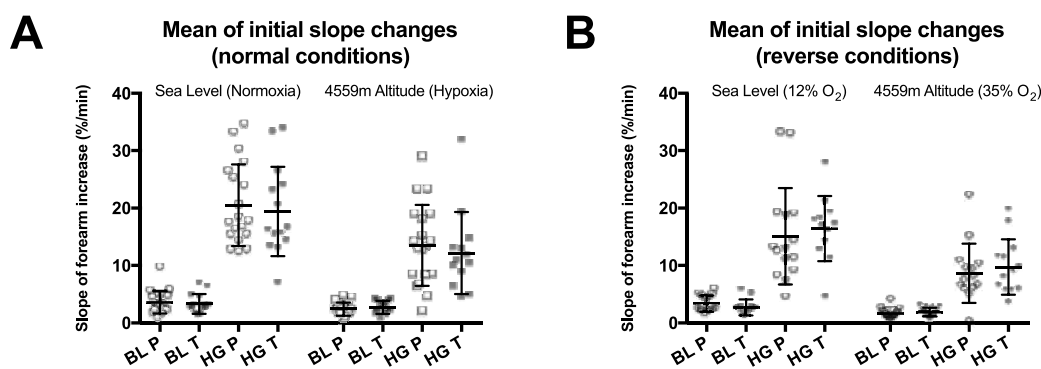 A
Mean of initial slope changes
(normal conditions)
Sea Level (Normoxia)
4559m Altitude (Hypoxia)
Slope of forearm increase (%/min)
40
30
20
10
0
BL P
BL T
HG P
HG T
BL P
BL T
HG P
HG T
B
Mean of initial slope changes
(reverse conditions)
Sea Level (12% O₂)
4559m Altitude (35% O₂)
Slope of forearm increase (%/min)
40
30
20
10
0
BL P
BL T
HG P
HG T
BL P
BL T
HG P
HG T